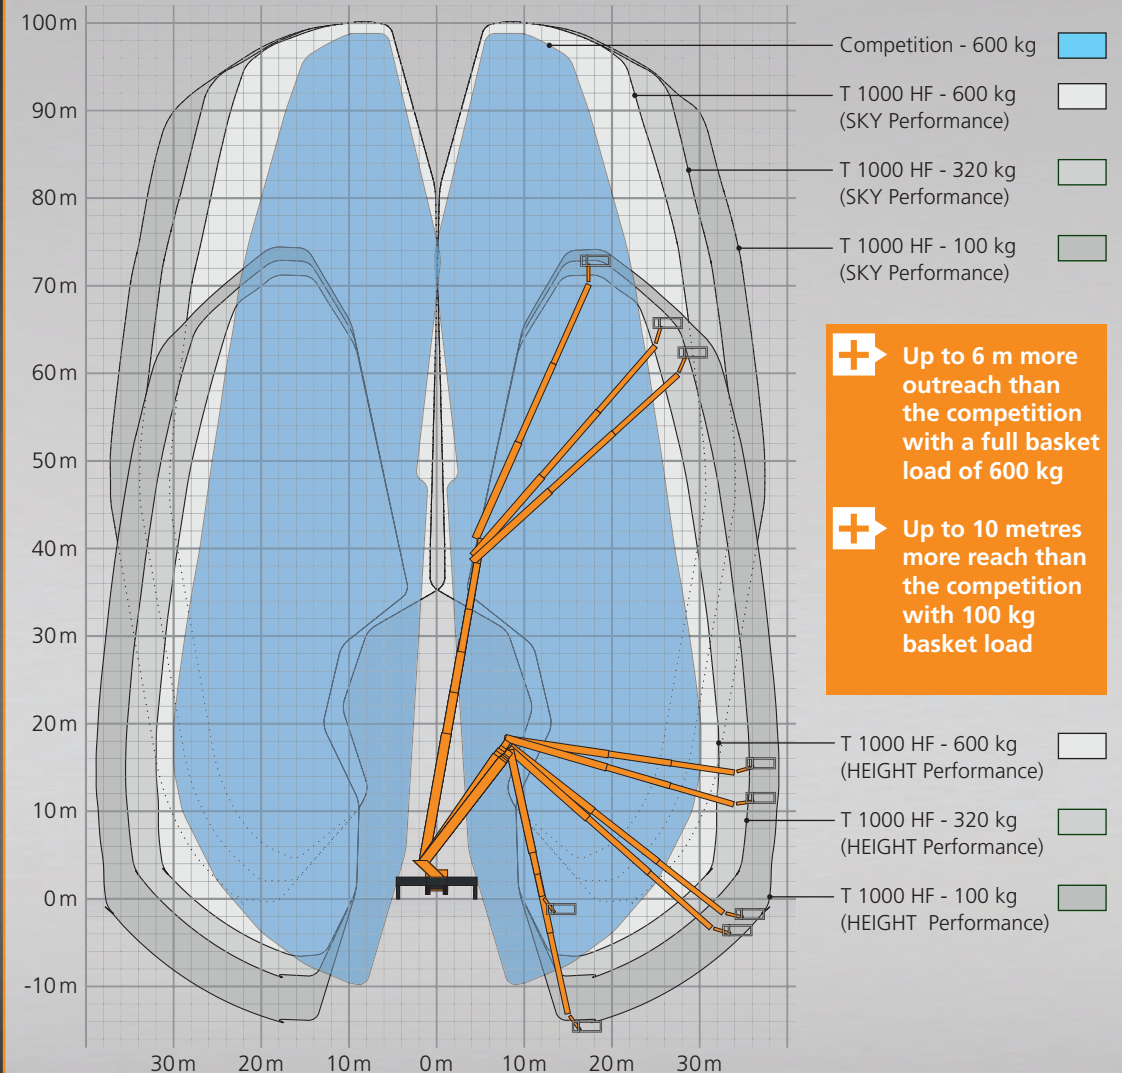 100 m
90 m
80 m
70 m
60 m
50 m
40 m
30 m
20 m
10 m
0 m
-10 m
30 m
20 m
10 m
0 m
10 m
20 m
30 m
Competition - 600 kg
T 1000 HF - 600 kg
(SKY Performance)
T 1000 HF - 320 kg
(SKY Performance)
T 1000 HF - 100 kg
(SKY Performance)
Up to 6 m more
outreach than
the competition
with a full basket
load of 600 kg
Up to 10 metres
more reach than
the competition
with 100 kg
basket load
T 1000 HF - 600 kg
(HEIGHT Performance)
T 1000 HF - 320 kg
(HEIGHT Performance)
T 1000 HF - 100 kg
(HEIGHT Performance)